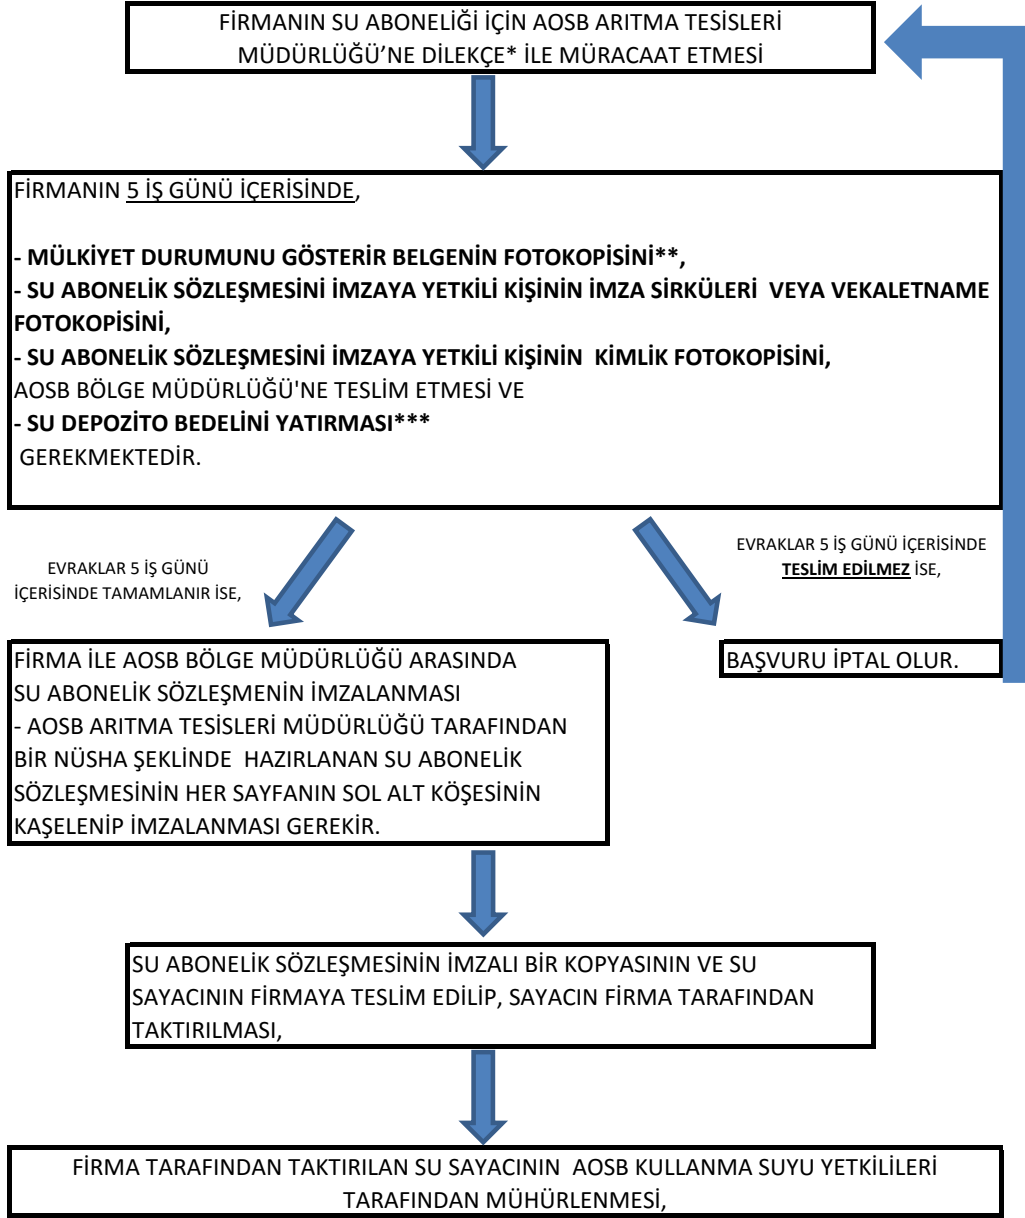 FİRMANIN SU ABONELİĞİ İÇİN AOSB ARITMA TESİSLERİ
MÜDÜRLÜĞÜ’NE DİLEKÇE* İLE MÜRACAAT ETMESİ
FİRMANIN 5 İŞ GÜNÜ İÇERİSİNDE,
- MÜLKİYET DURUMUNU GÖSTERİR BELGENİN FOTOKOPİSİNİ**,
- SU ABONELİK SÖZLEŞMESİNİ İMZAYA YETKİLİ KİŞİNİN İMZA SİRKÜLERİ  VEYA VEKALETNAME
FOTOKOPİSİNİ,
- SU ABONELİK SÖZLEŞMESİNİ İMZAYA YETKİLİ KİŞİNİN  KİMLİK FOTOKOPİSİNİ,
AOSB BÖLGE MÜDÜRLÜĞÜ'NE TESLİM ETMESİ VE
- SU DEPOZİTO BEDELİNİ YATIRMASI***
GEREKMEKTEDİR.
EVRAKLAR 5 İŞ GÜNÜ
İÇERİSİNDE TAMAMLANIR İSE,
EVRAKLAR 5 İŞ GÜNÜ İÇERİSİNDE
TESLİM EDİLMEZ İSE,
FİRMA İLE AOSB BÖLGE MÜDÜRLÜĞÜ ARASINDA
SU ABONELİK SÖZLEŞMENİN İMZALANMASI
- AOSB ARITMA TESİSLERİ MÜDÜRLÜĞÜ TARAFINDAN
BİR NÜSHA ŞEKLİNDE  HAZIRLANAN SU ABONELİK
SÖZLEŞMESİNİN HER SAYFANIN SOL ALT KÖŞESİNİN
KAŞELENİP İMZALANMASI GEREKİR.
BAŞVURU İPTAL OLUR.
SU ABONELİK SÖZLEŞMESİNİN İMZALI BİR KOPYASININ VE SU
SAYACININ FİRMAYA TESLİM EDİLİP, SAYACIN FİRMA TARAFINDAN
TAKTIRILMASI,
FİRMA TARAFINDAN TAKTIRILAN SU SAYACININ  AOSB KULLANMA SUYU YETKİLİLERİ
TARAFINDAN MÜHÜRLENMESİ,